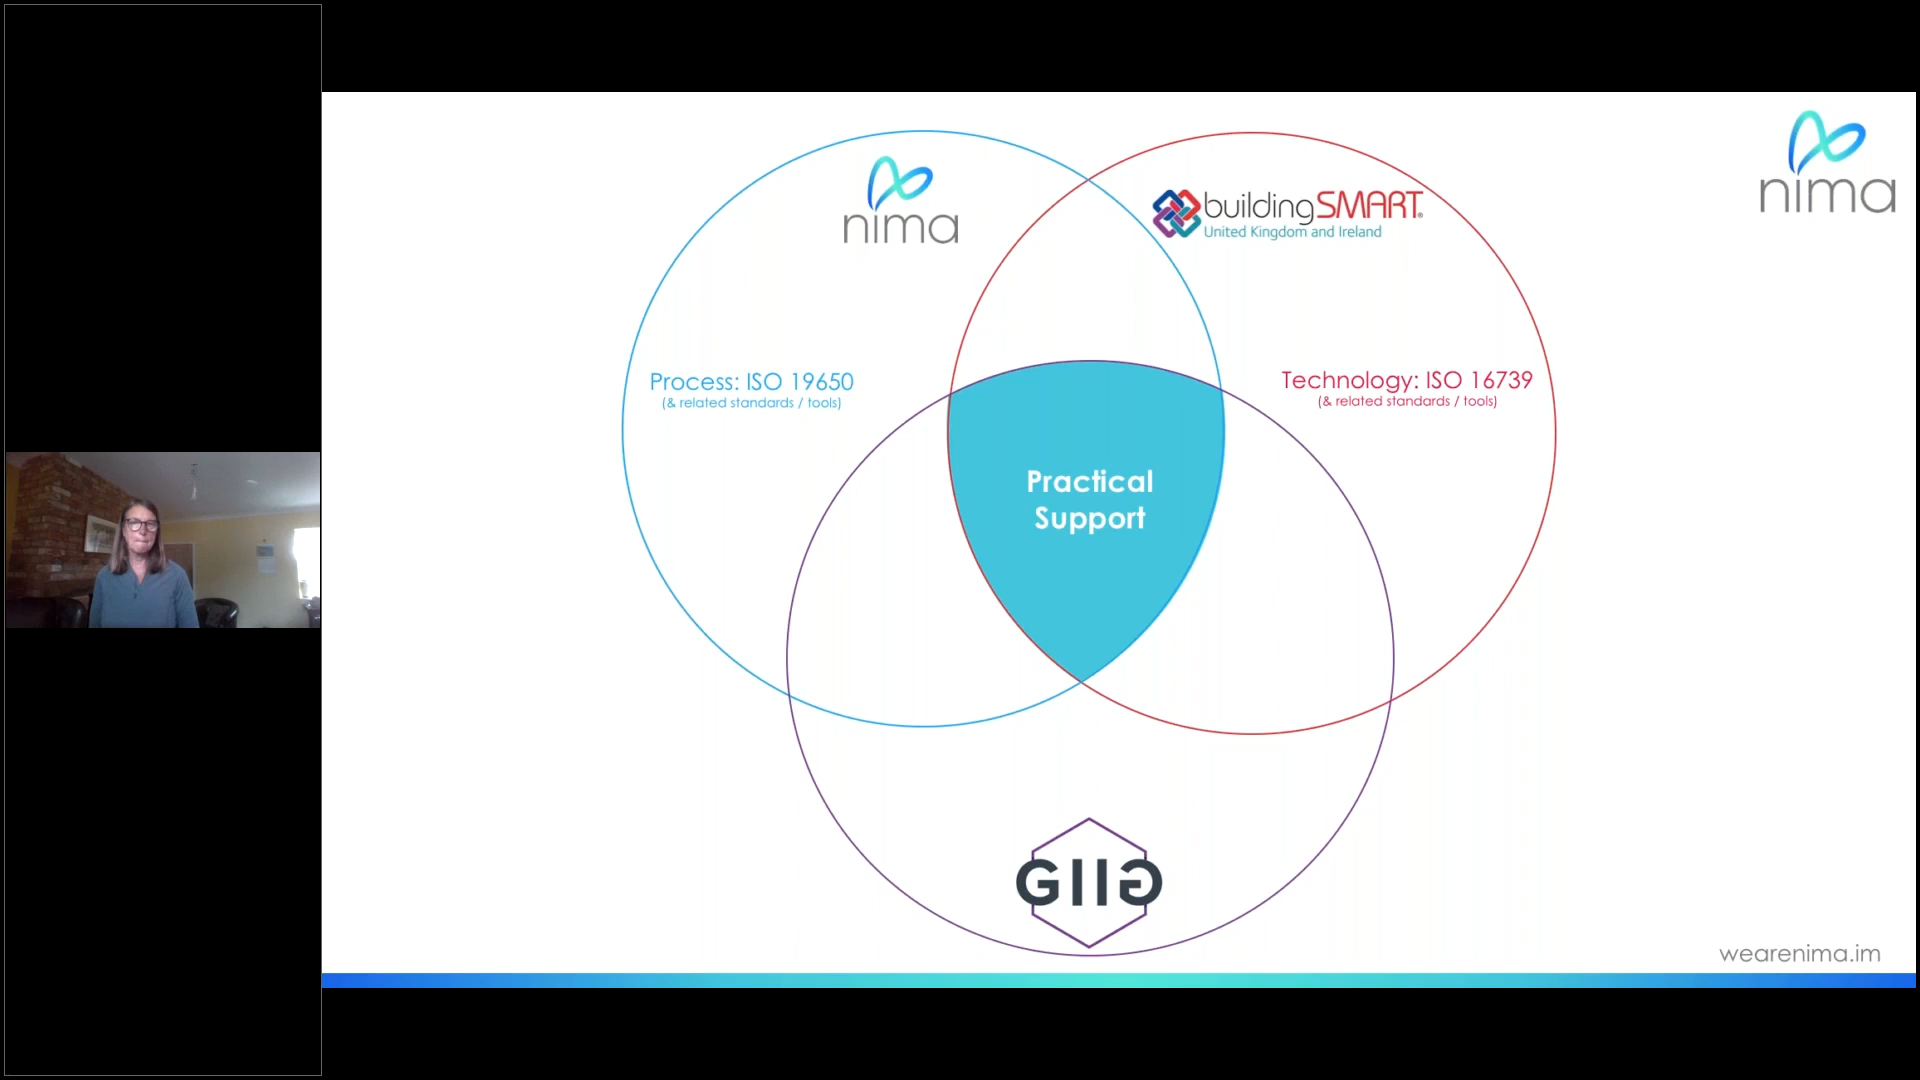 nima
buildingSMART®
United Kingdom and Ireland
nima
Process: ISO 19650
(& related standards / tools)
Technology: ISO 16739
(& related standards / tools)
Practical
Support
GIIG
wearenima.im